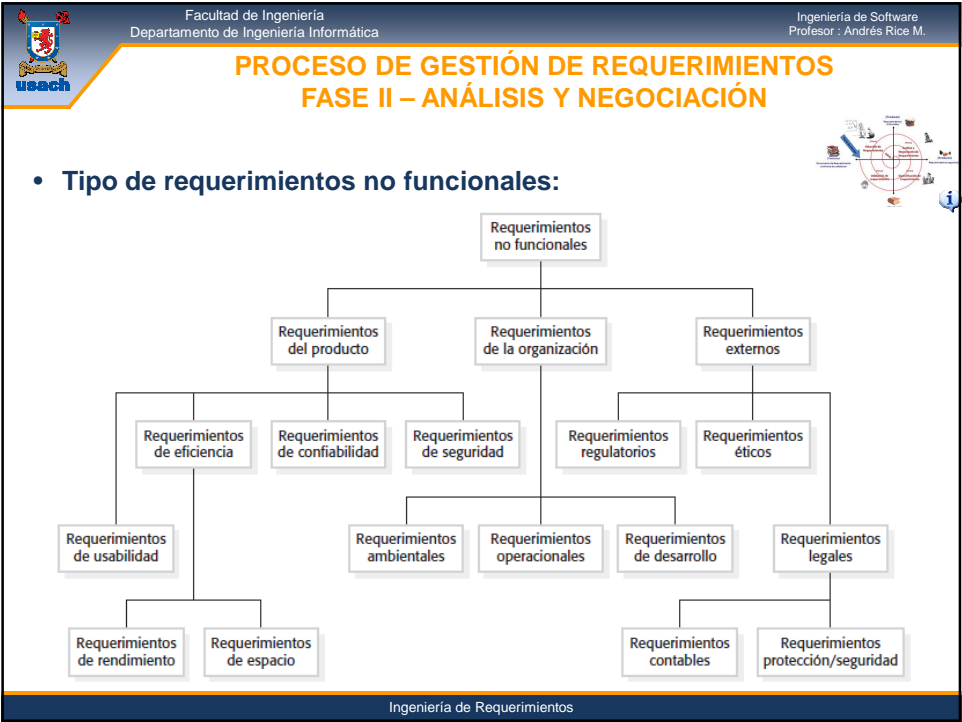 Facultad de Ingeniería
Departamento de Ingeniería Informática
Ingeniería de Software
Profesor : Andrés Rice M.
usach
PROCESO DE GESTIÓN DE REQUERIMIENTOS
FASE II – ANÁLISIS Y NEGOCIACIÓN
• Tipo de requerimientos no funcionales:
Requerimientos
no funcionales
Requerimientos
del producto
Requerimientos
de la organización
Requerimientos
externos
Requerimientos
de eficiencia
Requerimientos
de confiabilidad
Requerimientos
de seguridad
Requerimientos
regulatorios
Requerimientos
éticos
Requerimientos
de usabilidad
Requerimientos
ambientales
Requerimientos
operacionales
Requerimientos
de desarrollo
Requerimientos
legales
Requerimientos
de rendimiento
Requerimientos
de espacio
Requerimientos
contables
Requerimientos
protección/seguridad
Ingeniería de Requerimientos